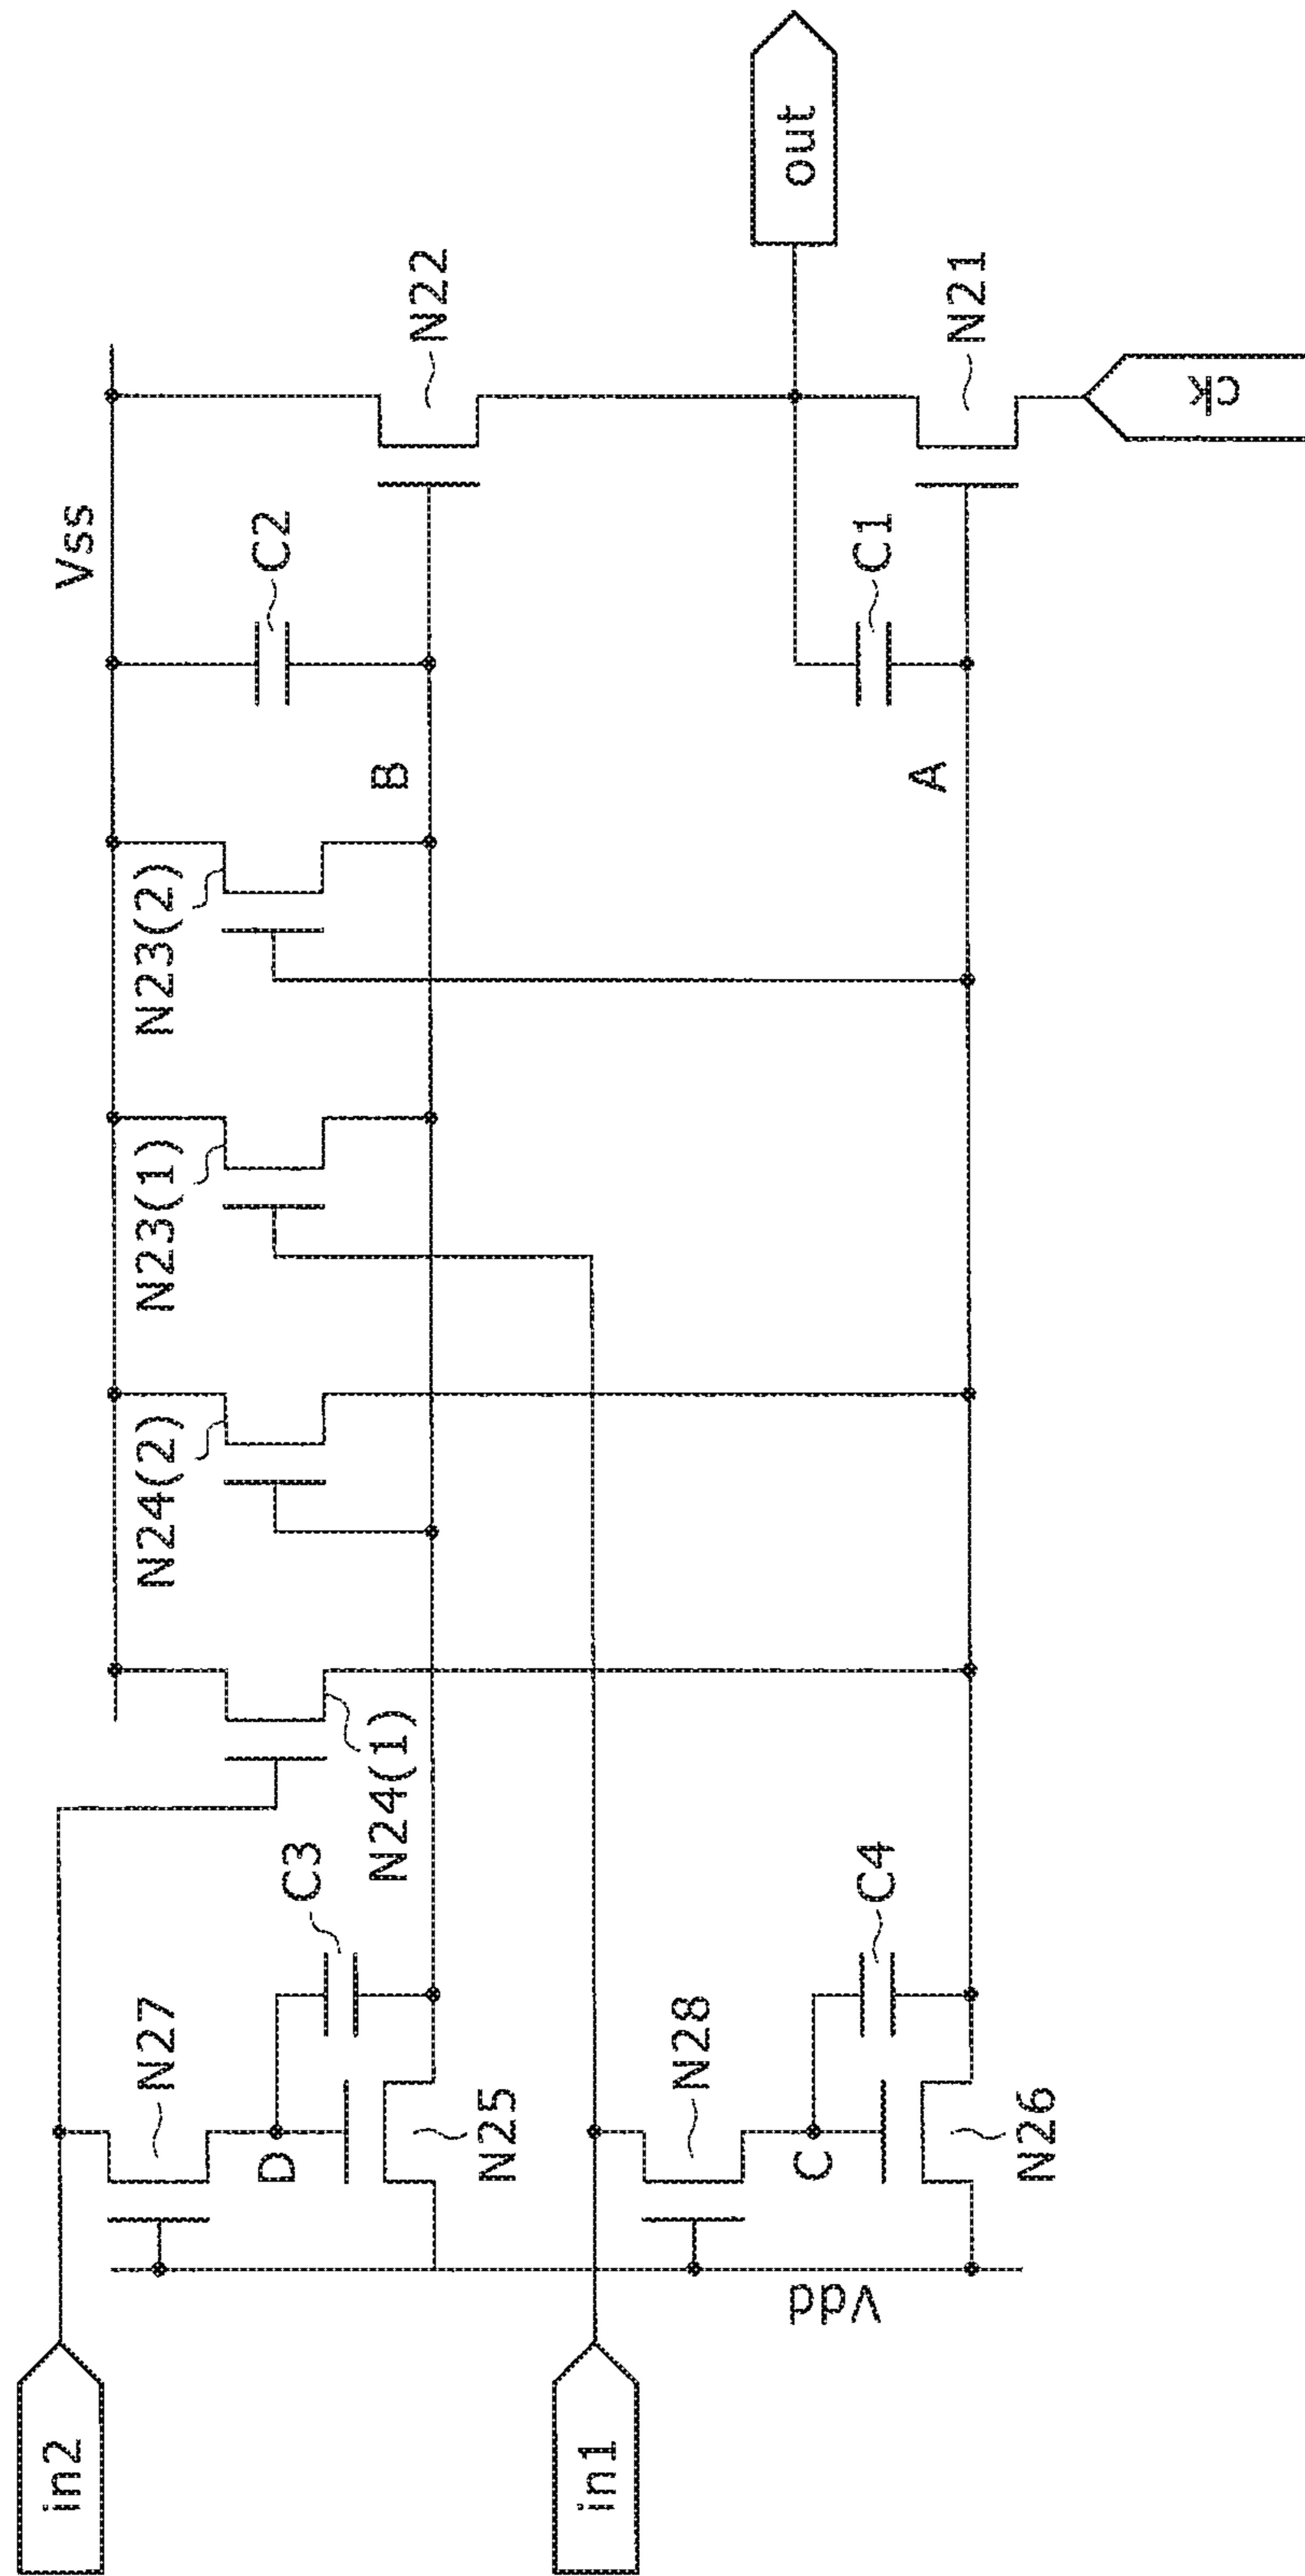 in2
in1
Vdd
N27
D
N25
C3
N28
C
N26
C4
N24(1)
N24(2)
N23(1)
N23(2)
B
A
Vss
C2
C1
N22
N21
out
ck